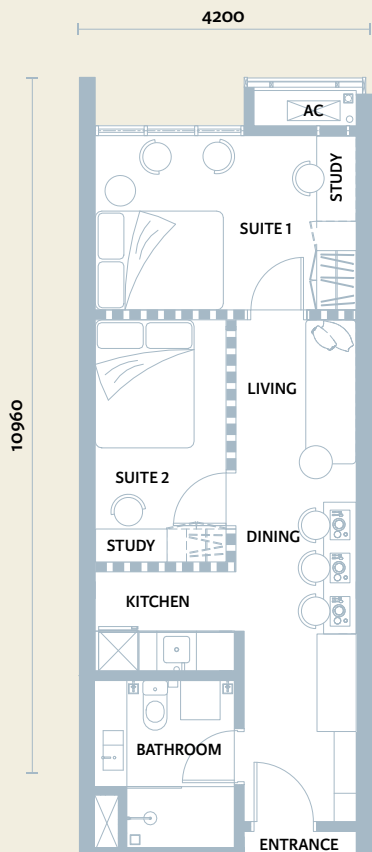 4200
AC
STUDY
SUITE 1
LIVING
10960
SUITE 2
DINING
STUDY
KITCHEN
BATHROOM
ENTRANCE